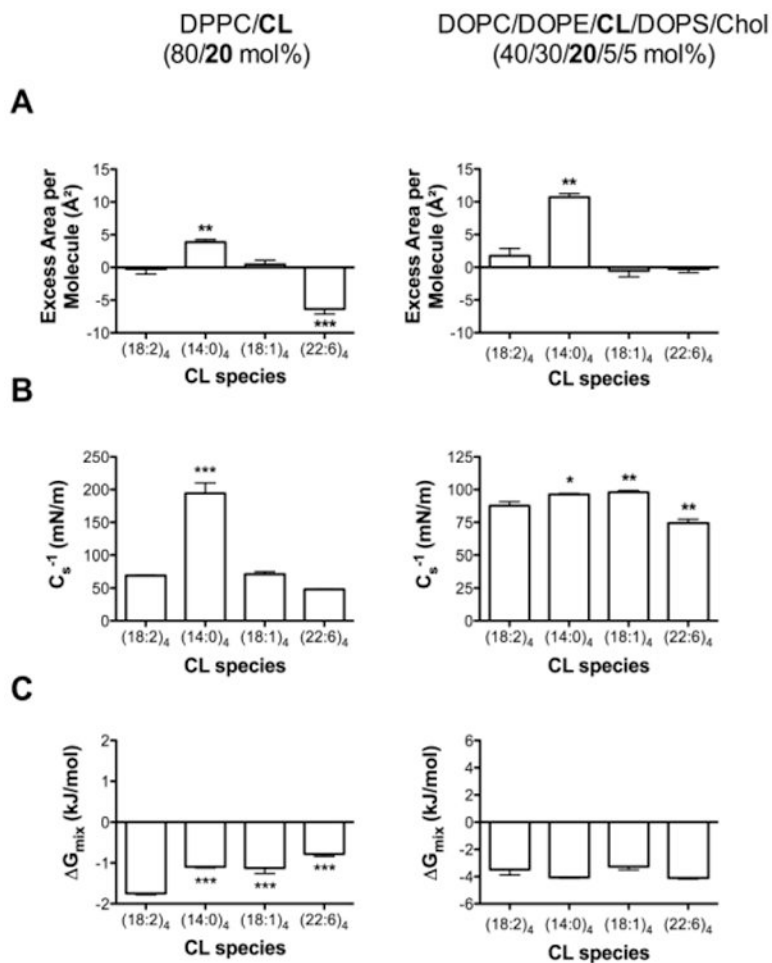 DPPC/CL
(80/20 mol%)
DOPC/DOPE/CL/DOPS/Chol
(40/30/20/5/5 mol%)
A
Excess Area per
Molecule (Å²)
15
10
5
0
-5
-10
**
***
(18:2)₄ (14:0)₄ (18:1)₄ (22:6)₄
CL species
Excess Area per
Molecule (Å²)
15
10
5
0
-5
-10
**
(18:2)₄ (14:0)₄ (18:1)₄ (22:6)₄
CL species
B
Cₛ⁻¹ (mN/m)
250
200
150
100
50
0
***
(18:2)₄ (14:0)₄ (18:1)₄ (22:6)₄
CL species
Cₛ⁻¹ (mN/m)
125
100
75
50
25
0
* ** **
(18:2)₄ (14:0)₄ (18:1)₄ (22:6)₄
CL species
C
ΔGmix (kJ/mol)
2
1
0
-1
-2
*** *** ***
(18:2)₄ (14:0)₄ (18:1)₄ (22:6)₄
CL species
ΔGmix (kJ/mol)
6
4
2
0
-2
-4
-6
(18:2)₄ (14:0)₄ (18:1)₄ (22:6)₄
CL species